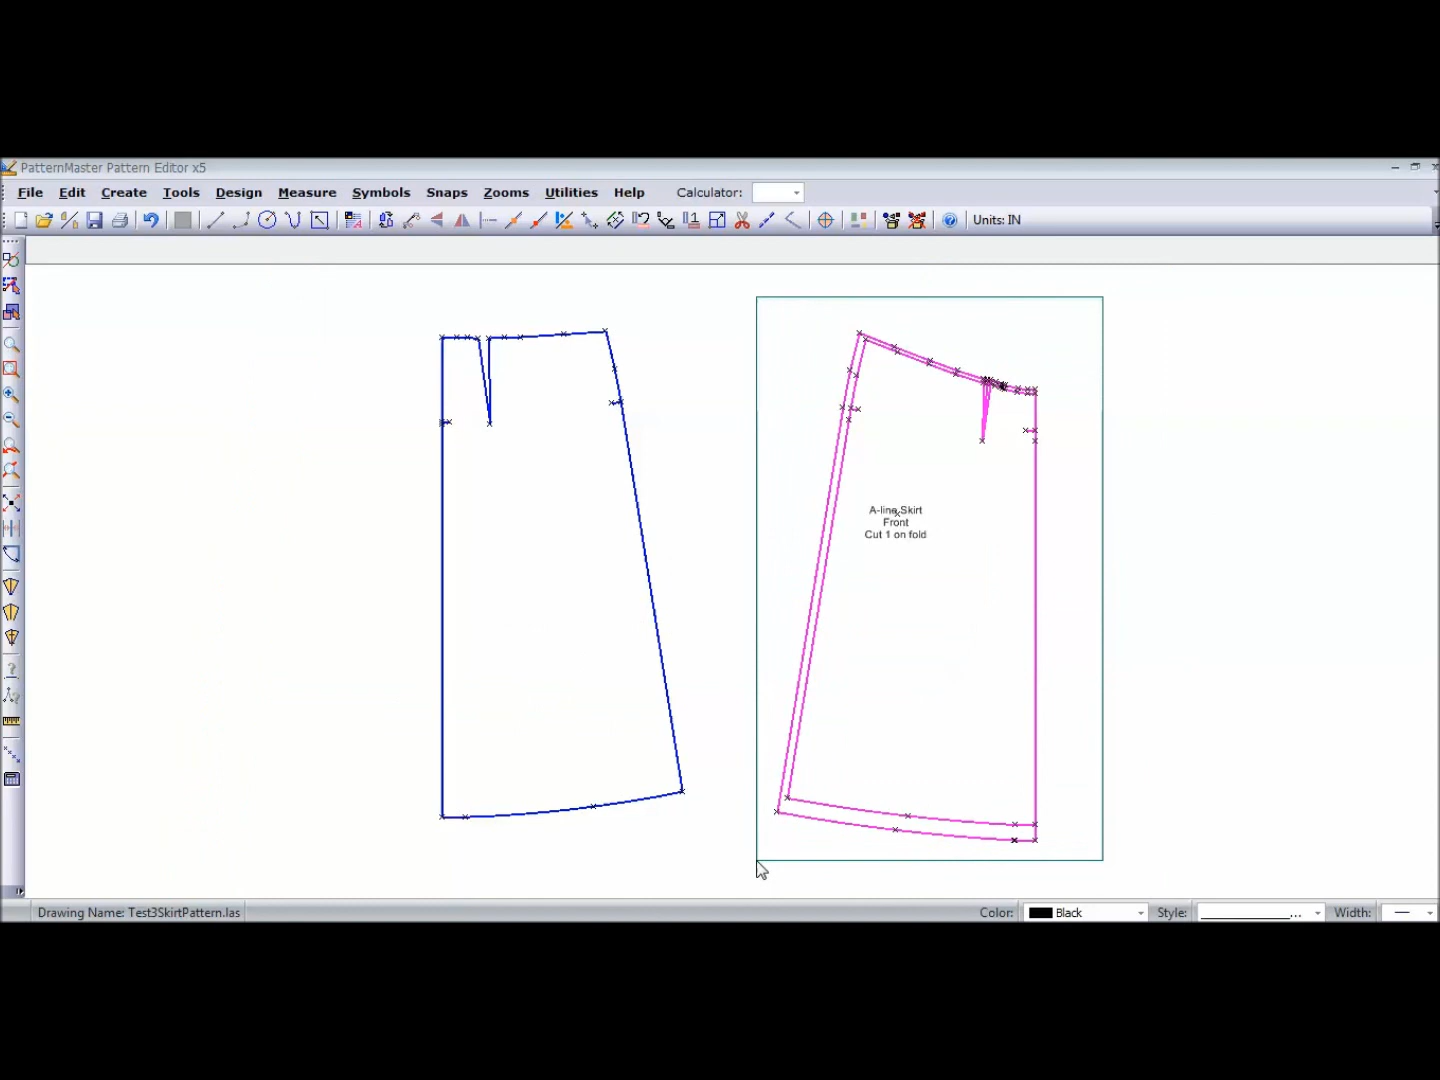 PatternMaster Pattern Editor x5
File Edit Create Tools Design Measure Symbols Snaps Zooms Utilities Help Calculator:
Units: IN
A-line Skirt
Front
Cut 1 on fold
Drawing Name: Test3SkirtPattern.las Color: Black Style: ... Width: